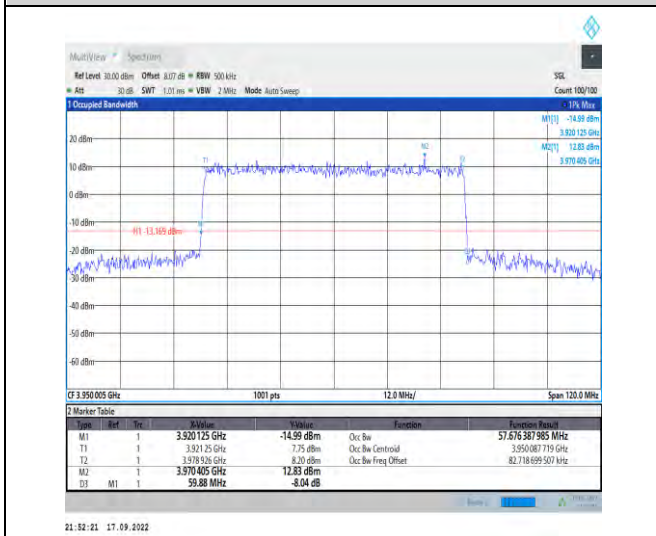 MultiView Spectrum
Ref Level 30.00 dBm Offset 8.07 dB RBW 500 kHz SGL
Att 30 dB SWT 1.01 ms VBW 2 MHz Mode Auto Sweep Count 100/100
1 Occupied Bandwidth 1Pk Max
M1[1] -14.99 dBm
3.920 125 GHz
M2[1] 12.83 dBm
3.970 405 GHz
20 dBm
M2
T1
10 dBm
0 dBm
-10 dBm
H1 -13.169 dBm
-20 dBm
-30 dBm
-40 dBm
-50 dBm
-60 dBm
CF 3.950 005 GHz 1001 pts 12.0 MHz/ Span 120.0 MHz
2 Marker Table
Type Ref Trc X-Value Y-Value Function Function Result
M1 1 3.920 125 GHz -14.99 dBm Occ Bw 57.676 387 985 MHz
T1 1 3.921 25 GHz 7.75 dBm Occ Bw Centroid 3.950 087 719 GHz
T2 1 3.978 926 GHz 8.20 dBm Occ Bw Freq Offset 82.718 699 507 kHz
M2 1 3.970 405 GHz 12.83 dBm
D3 M1 1 59.88 MHz -8.04 dB
21:52:21 17.09.2022